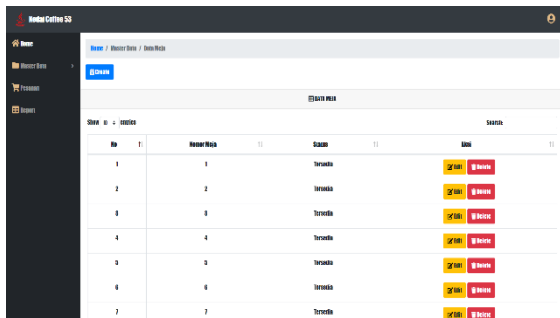 Kedai Coffee 53
Home
Home / Master Data / Data Meja
Master Data
Create
Pesanan
DATA MEJA
Report
Show 10 entries
Search:
No Nomor Meja Status Aksi
1 1 Tersedia Edit Delete
2 2 Tersedia Edit Delete
3 3 Tersedia Edit Delete
4 4 Tersedia Edit Delete
5 5 Tersedia Edit Delete
6 6 Tersedia Edit Delete
7 7 Tersedia Edit Delete